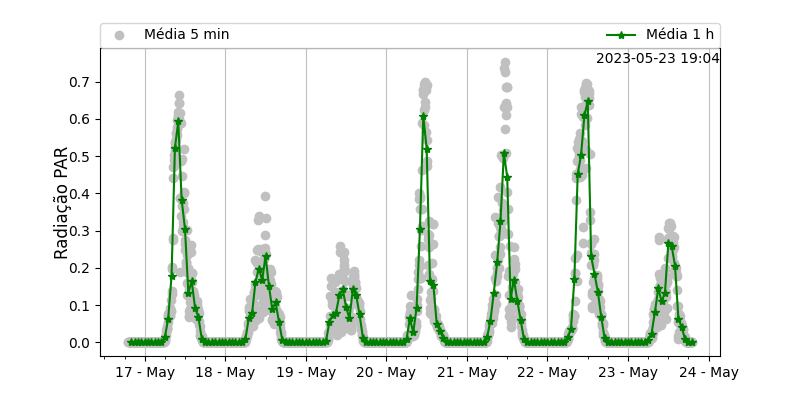 Média 5 min
Média 1 h
2023-05-23 19:04
Radiação PAR
0.7
0.6
0.5
0.4
0.3
0.2
0.1
0.0
17 - May
18 - May
19 - May
20 - May
21 - May
22 - May
23 - May
24 - May